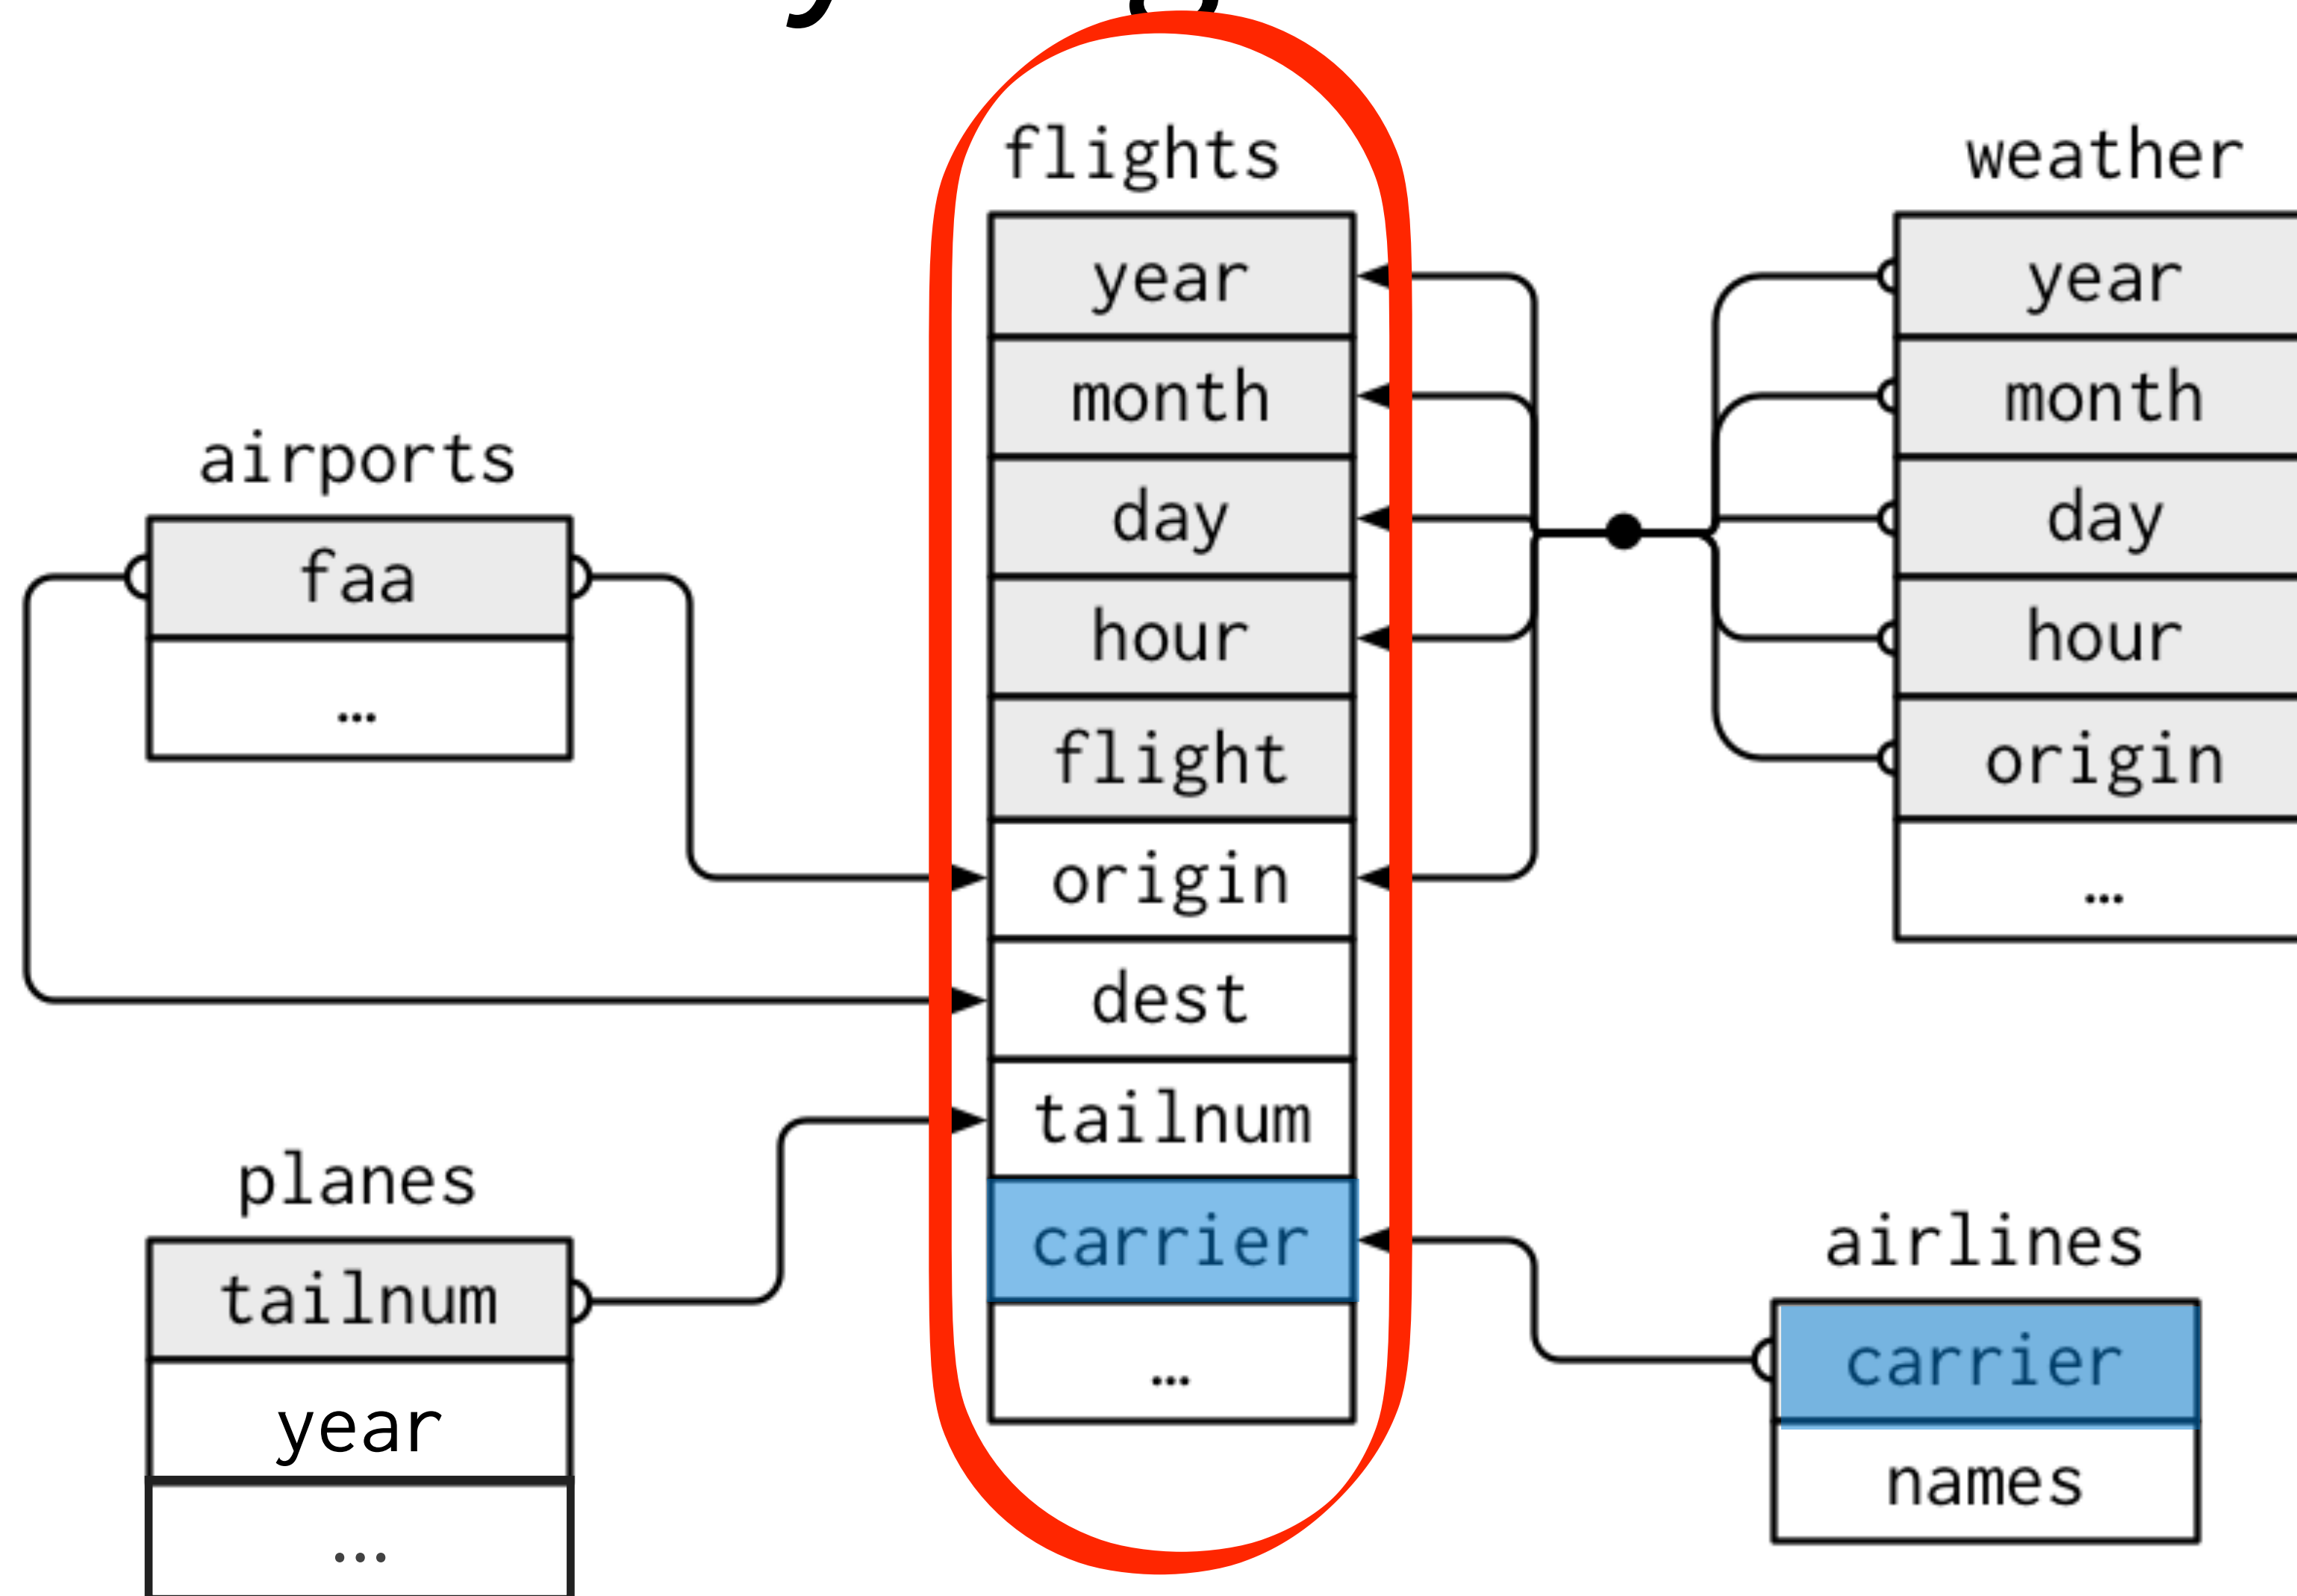 flights
year
month
day
hour
flight
origin
dest
tailnum
carrier
…
weather
year
month
day
hour
origin
…
airports
faa
…
planes
tailnum
year
...
airlines
carrier
names